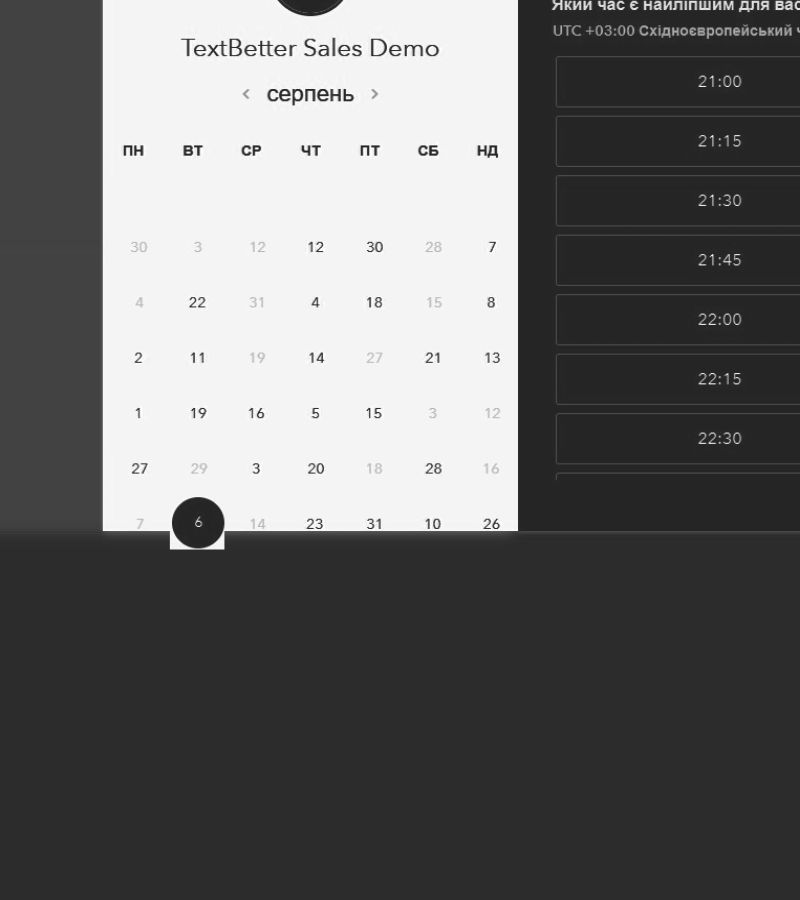 TextBetter Sales Demo
серпень
ПН ВТ СР ЧТ ПТ СБ НД
30 3 12 12 30 28 7
4 22 31 4 18 15 8
2 11 19 14 27 21 13
1 19 16 5 15 3 12
27 29 3 20 18 28 16
7 6 14 23 31 10 26
Який час є найліпшим для вас
UTC +03:00 Східноєвропейський ч
21:00
21:15
21:30
21:45
22:00
22:15
22:30